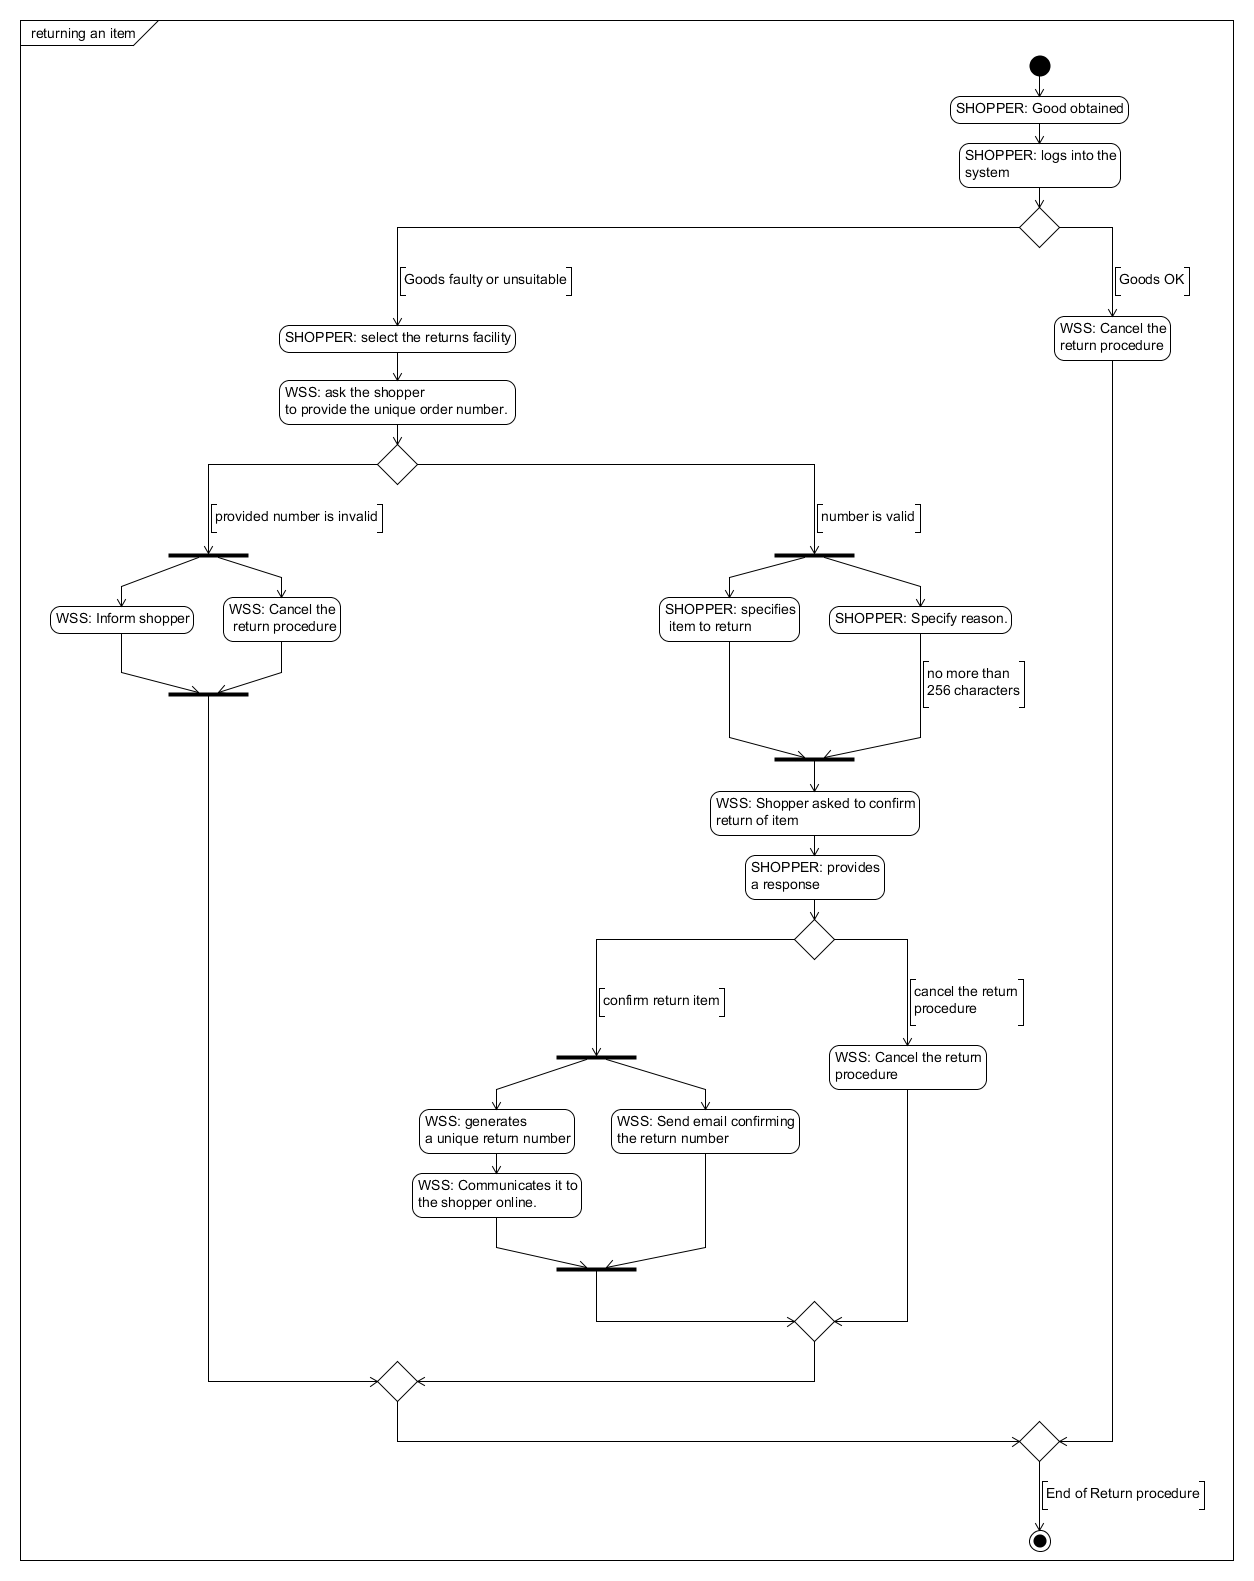 returning an item
SHOPPER: Good obtained
SHOPPER: logs into the
system
Goods faulty or unsuitable
Goods OK
SHOPPER: select the returns facility
WSS: Cancel the
return procedure
WSS: ask the shopper
to provide the unique order number.
provided number is invalid
number is valid
WSS: Inform shopper
WSS: Cancel the
return procedure
SHOPPER: specifies
item to return
SHOPPER: Specify reason.
no more than
256 characters
WSS: Shopper asked to confirm
return of item
SHOPPER: provides
a response
confirm return item
cancel the return
procedure
WSS: Cancel the return
procedure
WSS: generates
a unique return number
WSS: Send email confirming
the return number
WSS: Communicates it to
the shopper online.
End of Return procedure